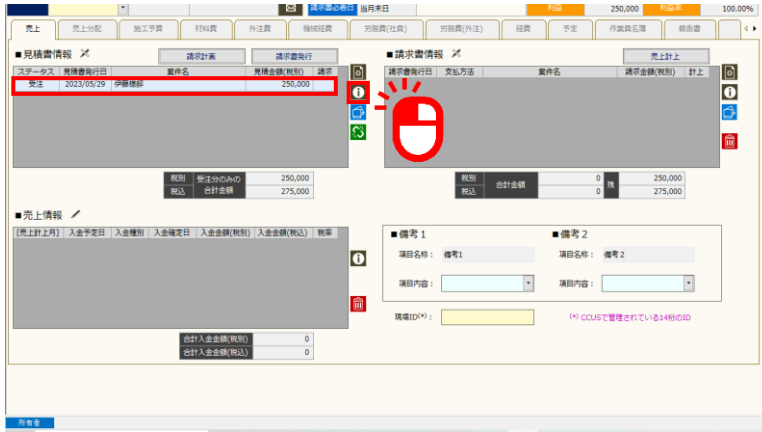 請求書必着日 当月末日 利益 250,000 利益率 100.00%
売上 売上分配 施工予算 材料費 外注費 機械経費 労務費(社員) 労務費(外注) 経費 予定 作業員名簿 報告書
■見積書情報 請求計画 請求書発行
ステータス 見積書発行日 案件名 見積金額(税別) 請求
受注 2023/05/29 伊藤様邸 250,000
税別 受注分のみの 250,000
税込 合計金額 275,000
■請求書情報 売上計上
請求書発行日 支払方法 案件名 請求金額(税別) 計上
税別 合計金額 0 残 250,000
税込 0 275,000
■売上情報
[売上計上月] 入金予定日 入金種別 入金確定日 入金金額(税別) 入金金額(税込) 税率
合計入金金額(税別) 0
合計入金金額(税込) 0
■備考1 ■備考2
項目名称： 備考1 項目名称： 備考2
項目内容： 項目内容：
現場ID(*)： (*) CCUSで管理されている14桁のID
所有者